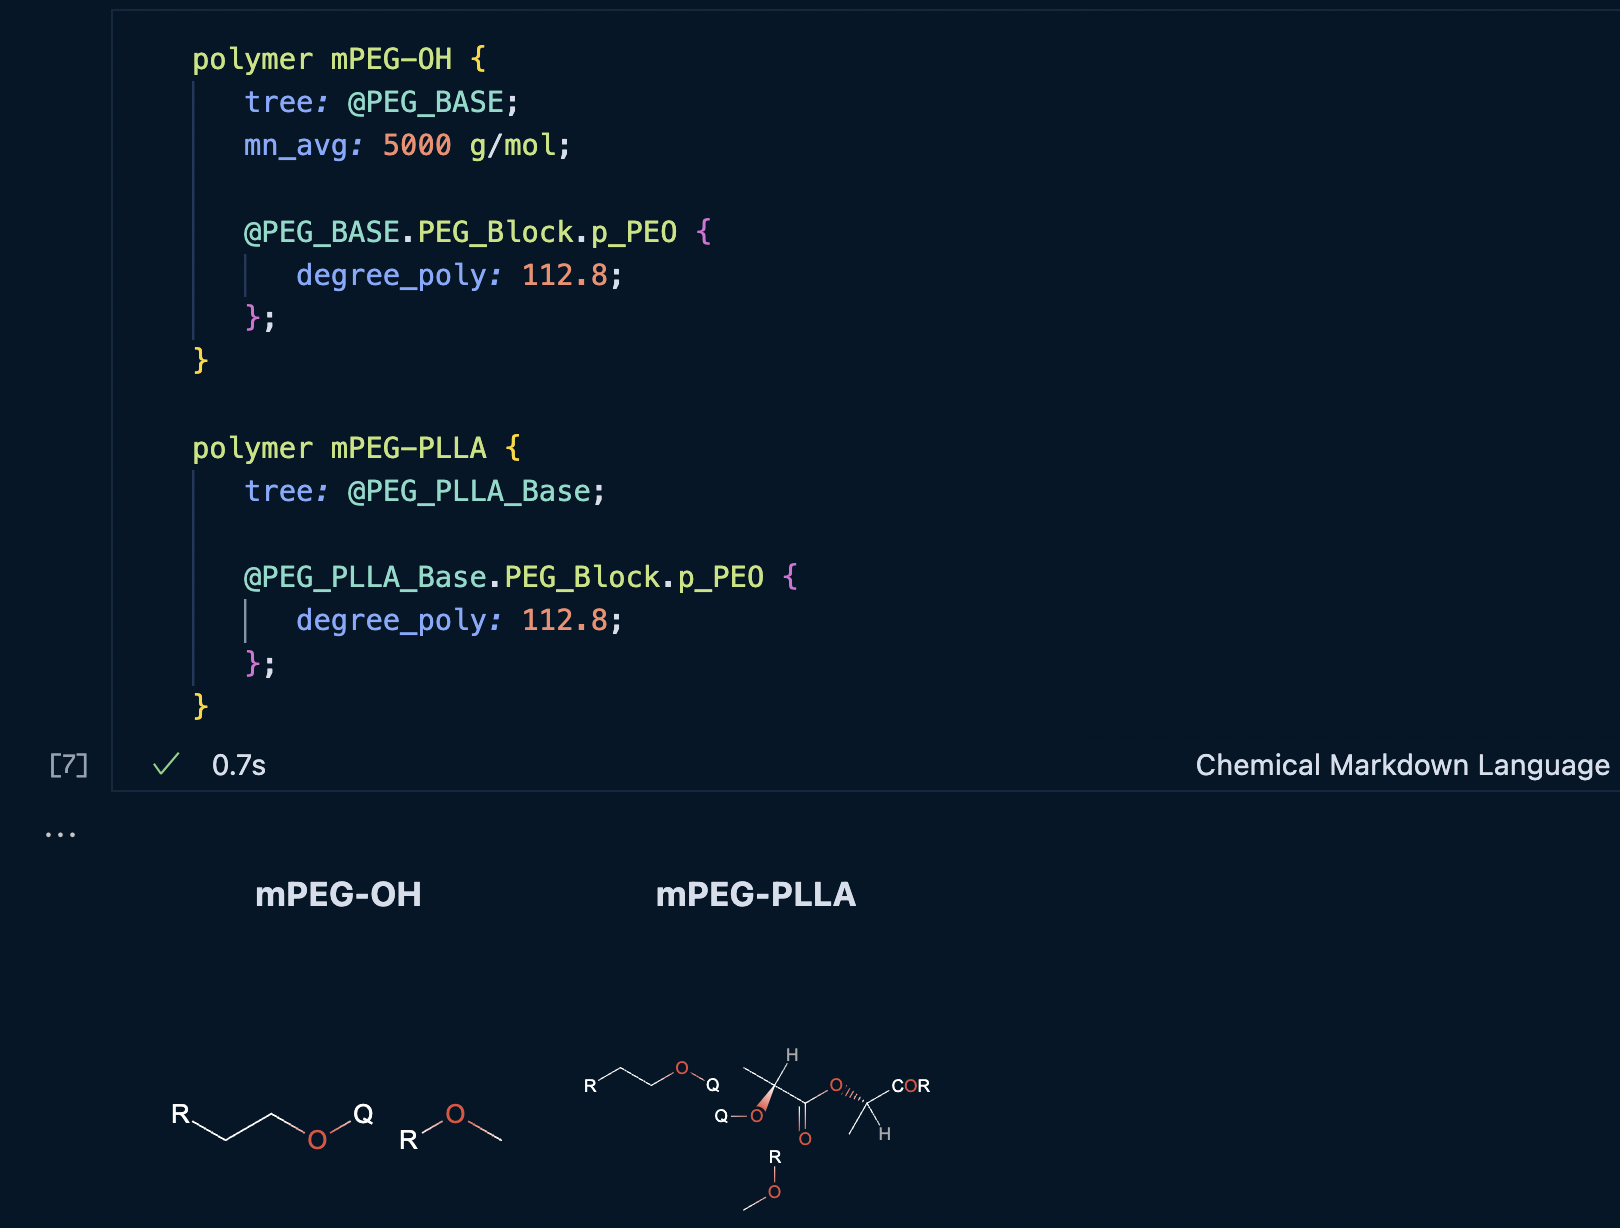 polymer mPEG-OH {
tree: @PEG_BASE;
mn_avg: 5000 g/mol;
@PEG_BASE.PEG_Block.p_PEO {
degree_poly: 112.8;
};
}
polymer mPEG-PLLA {
tree: @PEG_PLLA_Base;
@PEG_PLLA_Base.PEG_Block.p_PEO {
degree_poly: 112.8;
};
}
[7] ✓ 0.7s Chemical Markdown Language
...
mPEG-OH mPEG-PLLA
H
R O Q O COR
Q O
O H
R O Q R O
R
O